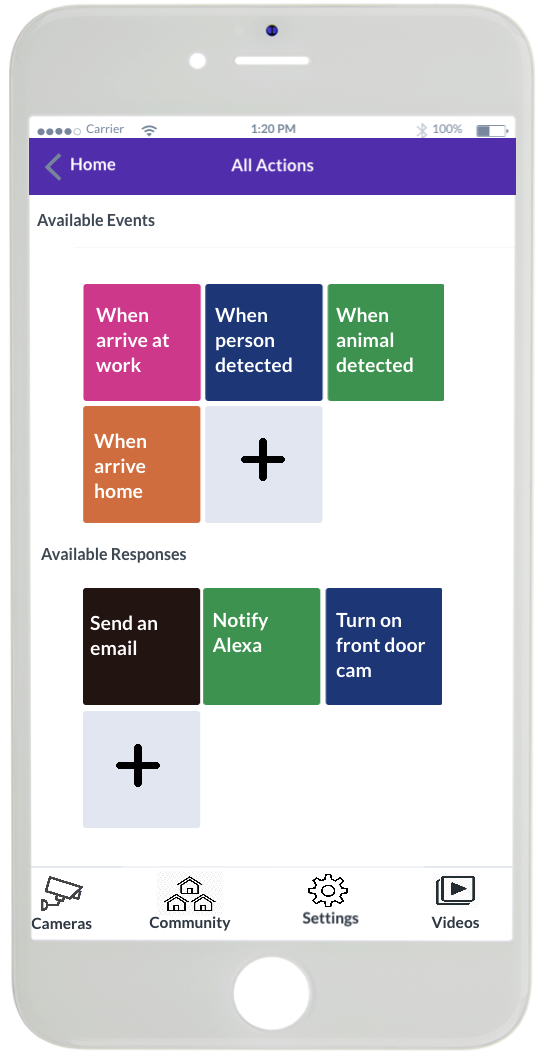 Carrier 1:20 PM 100%
Home All Actions
Available Events
When
arrive at
work
When
person
detected
When
animal
detected
When
arrive
home
Available Responses
Send an
email
Notify
Alexa
Turn on
front door
cam
Cameras Community Settings Videos